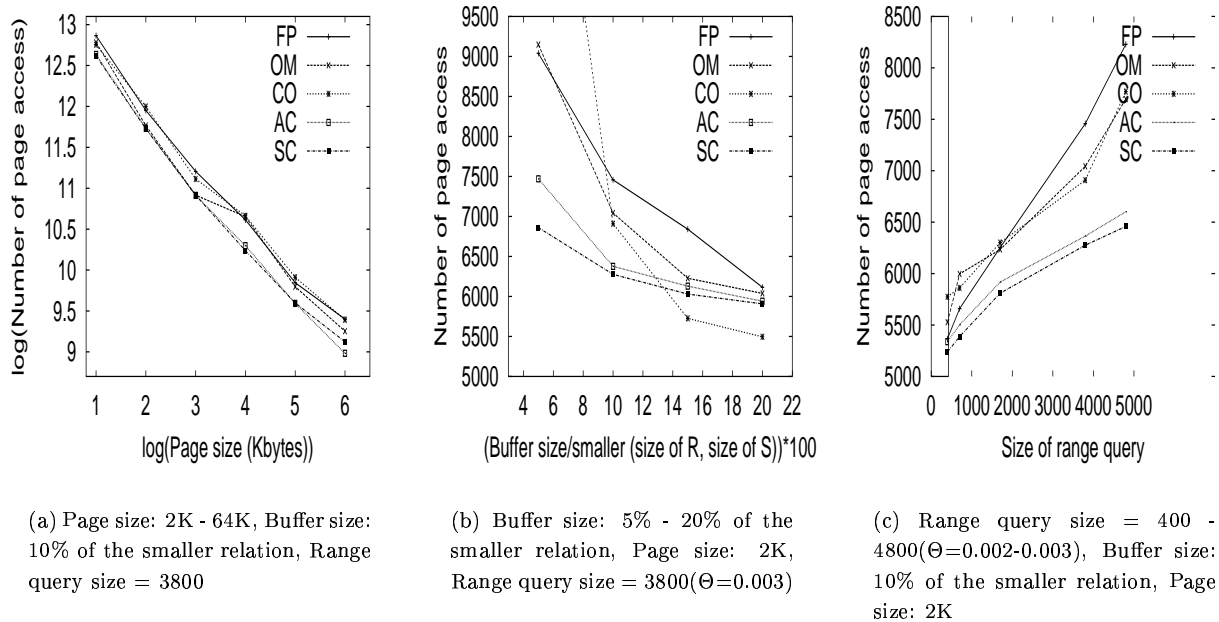 log(Number of page access)
13
12.5
12
11.5
11
10.5
10
9.5
9
1 2 3 4 5 6
log(Page size (Kbytes))
FP
OM
CO
AC
SC
(a) Page size: 2K - 64K, Buffer size:
10% of the smaller relation, Range
query size = 3800
Number of page access
9500
9000
8500
8000
7500
7000
6500
6000
5500
5000
4 6 8 10 12 14 16 18 20 22
(Buffer size/smaller (size of R, size of S))*100
FP
OM
CO
AC
SC
(b) Buffer size: 5% - 20% of the
smaller relation, Page size: 2K,
Range query size = 3800(Θ=0.003)
Number of page access
8500
8000
7500
7000
6500
6000
5500
5000
0 1000 2000 3000 4000 5000
Size of range query
FP
OM
CO
AC
SC
(c) Range query size = 400 -
4800(Θ=0.002-0.003), Buffer size:
10% of the smaller relation, Page
size: 2K